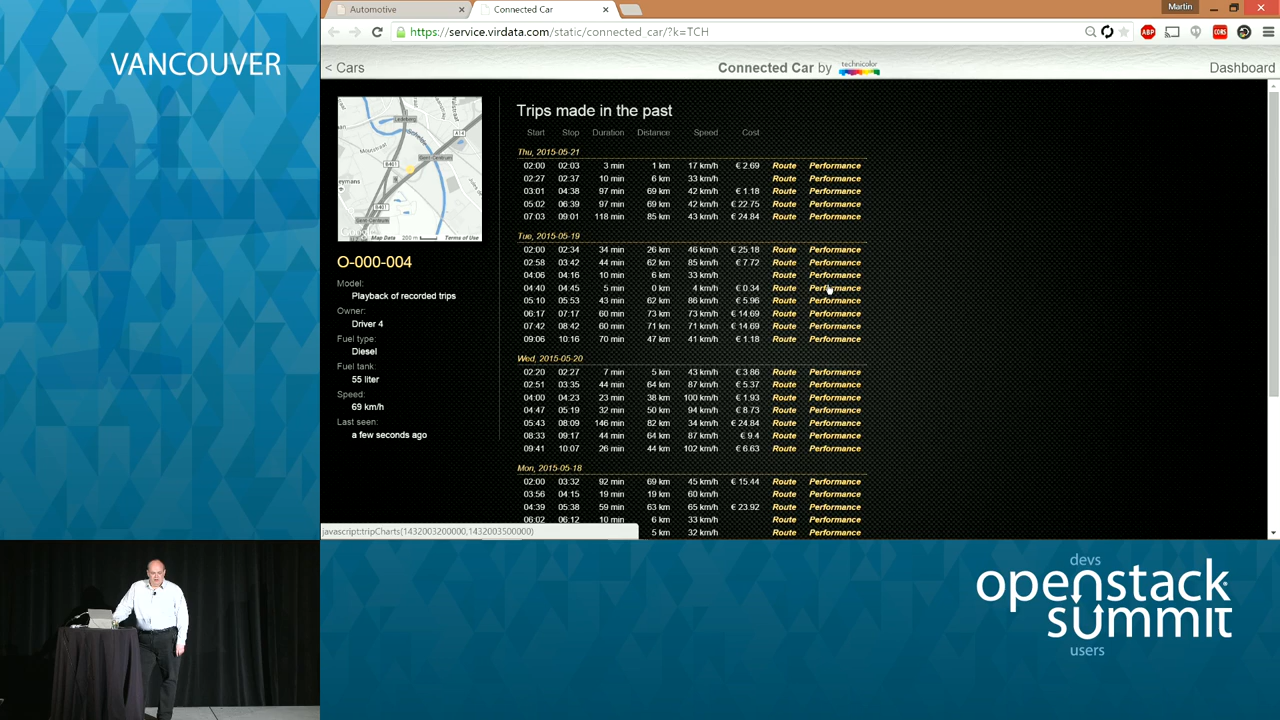 VANCOUVER
Automotive
Connected Car
Martin
https://service.virdata.com/static/connected_car/?k=TCH
ABP
CORS
< Cars
Connected Car by technicolor
Dashboard
Trips made in the past
Start Stop Duration Distance Speed Cost
Thu, 2015-05-21
02:00 02:03 3 min 1 km 17 km/h € 2.69 Route Performance
02:27 02:37 10 min 6 km 33 km/h Route Performance
03:01 04:38 97 min 69 km 42 km/h € 1.18 Route Performance
05:02 06:39 97 min 69 km 42 km/h € 22.75 Route Performance
07:03 09:01 118 min 85 km 43 km/h € 24.84 Route Performance
Tue, 2015-05-19
02:00 02:34 34 min 26 km 46 km/h € 25.18 Route Performance
02:58 03:42 44 min 62 km 85 km/h € 7.72 Route Performance
04:06 04:16 10 min 6 km 33 km/h Route Performance
04:40 04:45 5 min 0 km 4 km/h € 0.34 Route Performance
05:10 05:53 43 min 62 km 86 km/h € 5.96 Route Performance
06:17 07:17 60 min 73 km 73 km/h € 14.69 Route Performance
07:42 08:42 60 min 71 km 71 km/h € 14.69 Route Performance
09:06 10:16 70 min 47 km 41 km/h € 1.18 Route Performance
Wed, 2015-05-20
02:20 02:27 7 min 5 km 43 km/h € 3.86 Route Performance
02:51 03:35 44 min 64 km 87 km/h € 5.37 Route Performance
04:00 04:23 23 min 38 km 100 km/h € 1.93 Route Performance
04:47 05:19 32 min 50 km 94 km/h € 8.73 Route Performance
05:43 08:09 146 min 82 km 34 km/h € 24.84 Route Performance
08:33 09:17 44 min 64 km 87 km/h € 9.4 Route Performance
09:41 10:07 26 min 44 km 102 km/h € 6.63 Route Performance
Mon, 2015-05-18
02:00 03:32 92 min 69 km 45 km/h € 15.44 Route Performance
03:56 04:15 19 min 19 km 60 km/h Route Performance
04:39 05:38 59 min 63 km 65 km/h € 23.92 Route Performance
06:02 06:12 10 min 6 km 33 km/h Route Performance
5 km 32 km/h Route Performance
Ledeberg
A14
B401
Gent-Centrum
eymans
B401
Gent-Centrum
Map Data 200 m Terms of Use
O-000-004
Model:
Playback of recorded trips
Owner:
Driver 4
Fuel type:
Diesel
Fuel tank:
55 liter
Speed:
69 km/h
Last seen:
a few seconds ago
javascript:tripCharts(1432003200000,1432003500000)
devs
openstack
summit
users